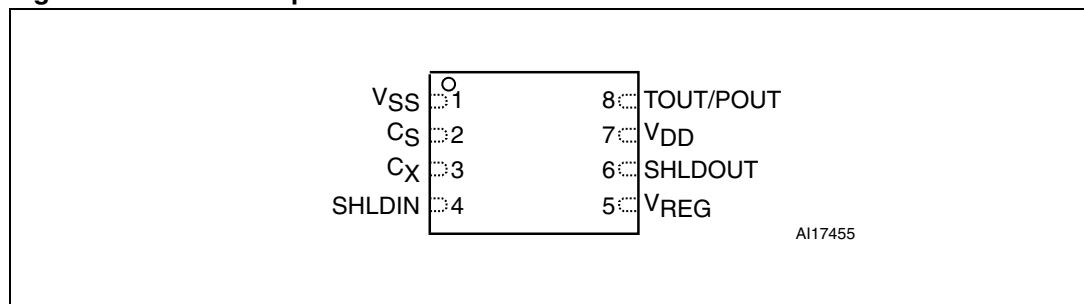 VSS 1 8 TOUT/POUT
CS 2 7 VDD
CX 3 6 SHLDOUT
SHLDIN 4 5 VREG
AI17455